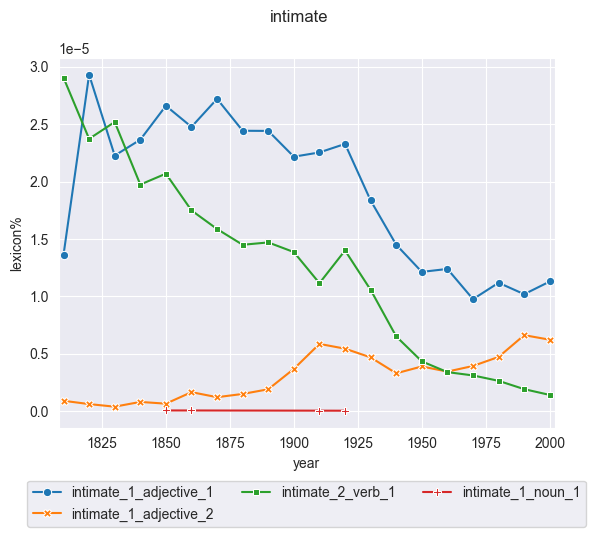 intimate
1e−5
3.0
2.5
2.0
1.5
1.0
0.5
0.0
lexicon%
1825 1850 1875 1900 1925 1950 1975 2000
year
intimate_1_adjective_1 intimate_2_verb_1 intimate_1_noun_1
intimate_1_adjective_2